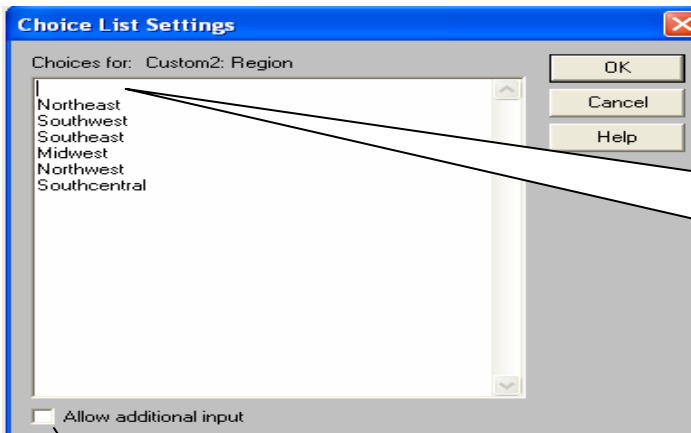 Choice List Settings
Choices for: Custom2: Region
OK
Northeast
Cancel
Southwest
Southeast
Help
Midwest
Northwest
Southcentral
Allow additional input